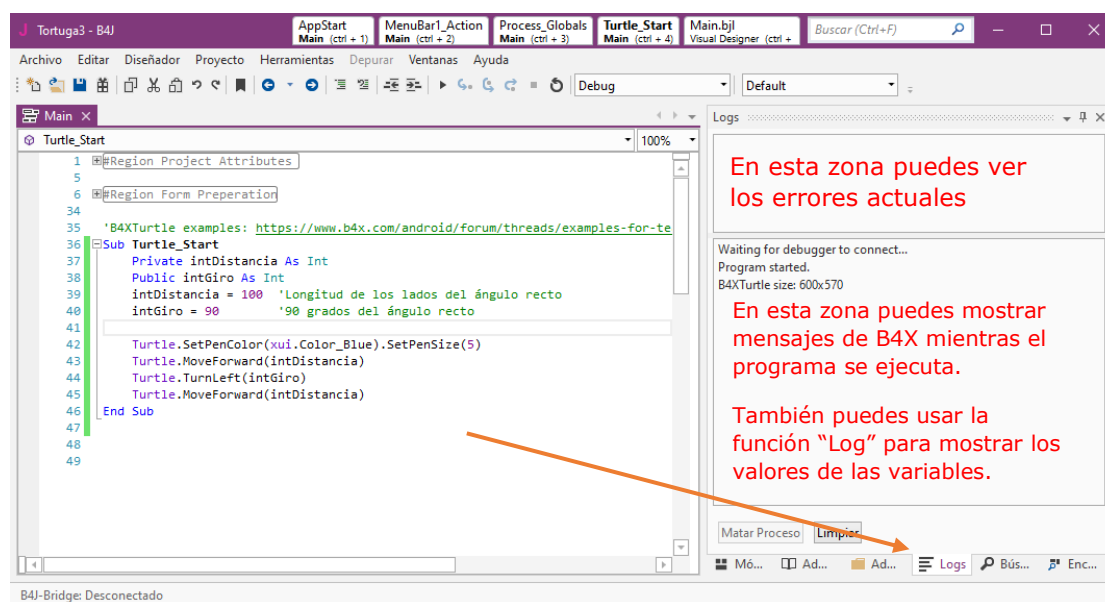 J Tortuga3 - B4J
AppStart
Main (ctrl + 1)
MenuBar1_Action
Main (ctrl + 2)
Process_Globals
Main (ctrl + 3)
Turtle_Start
Main (ctrl + 4)
Main.bjl
Visual Designer (ctrl +
Buscar (Ctrl+F)
Archivo Editar Diseñador Proyecto Herramientas Depurar Ventanas Ayuda
Debug
Default
Main
Logs
Turtle_Start
100%
1 #Region Project Attributes
5
6 #Region Form Preperation
34
35 'B4XTurtle examples: https://www.b4x.com/android/forum/threads/examples-for-te
36 Sub Turtle_Start
37 Private intDistancia As Int
38 Public intGiro As Int
39 intDistancia = 100 'Longitud de los lados del ángulo recto
40 intGiro = 90 '90 grados del ángulo recto
41
42 Turtle.SetPenColor(xui.Color_Blue).SetPenSize(5)
43 Turtle.MoveForward(intDistancia)
44 Turtle.TurnLeft(intGiro)
45 Turtle.MoveForward(intDistancia)
46 End Sub
47
48
49
En esta zona puedes ver
los errores actuales
Waiting for debugger to connect...
Program started.
B4XTurtle size: 600x570
En esta zona puedes mostrar
mensajes de B4X mientras el
programa se ejecuta.
También puedes usar la
función “Log” para mostrar los
valores de las variables.
Matar Proceso Limpiar
Mó... Ad... Ad... Logs Bús... Enc...
B4J-Bridge: Desconectado